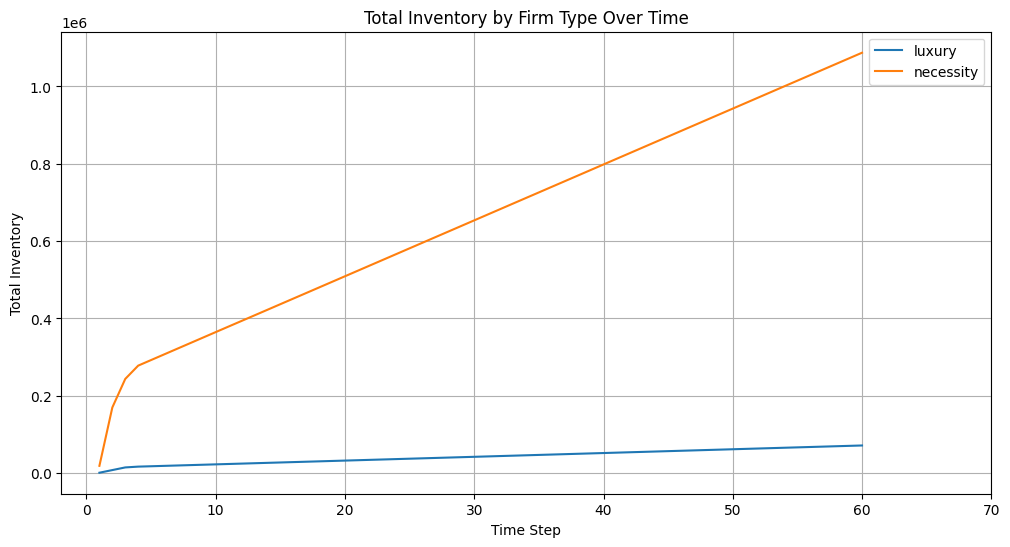 Total Inventory by Firm Type Over Time
1e6
luxury
necessity
1.0
0.8
0.6
0.4
0.2
0.0
Total Inventory
0 10 20 30 40 50 60 70
Time Step